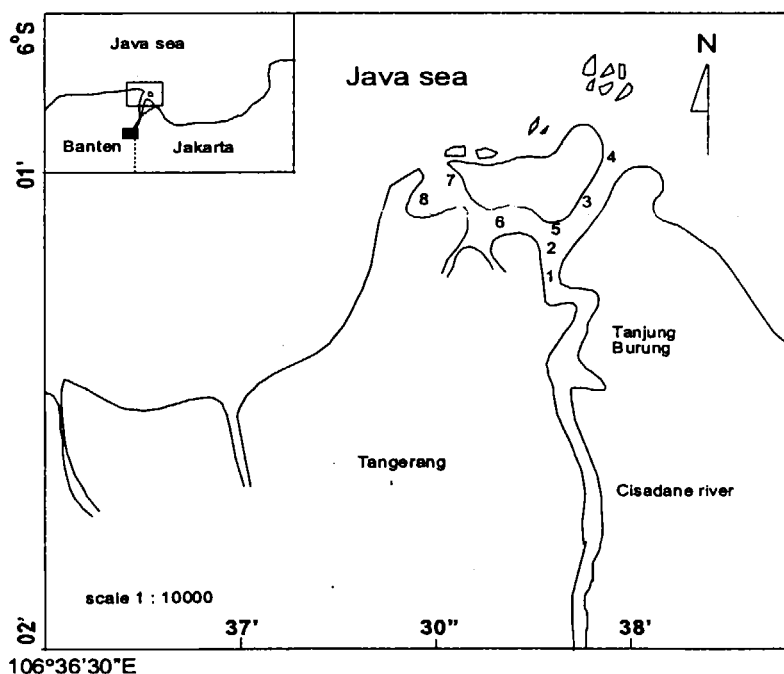 6°S
Java sea
Banten
Jakarta
Java sea
N
01'
4
7
8
3
6
5
2
1
Tanjung
Burung
Tangerang
Cisadane river
scale 1 : 10000
02'
37'
30"
38'
106°36'30"E